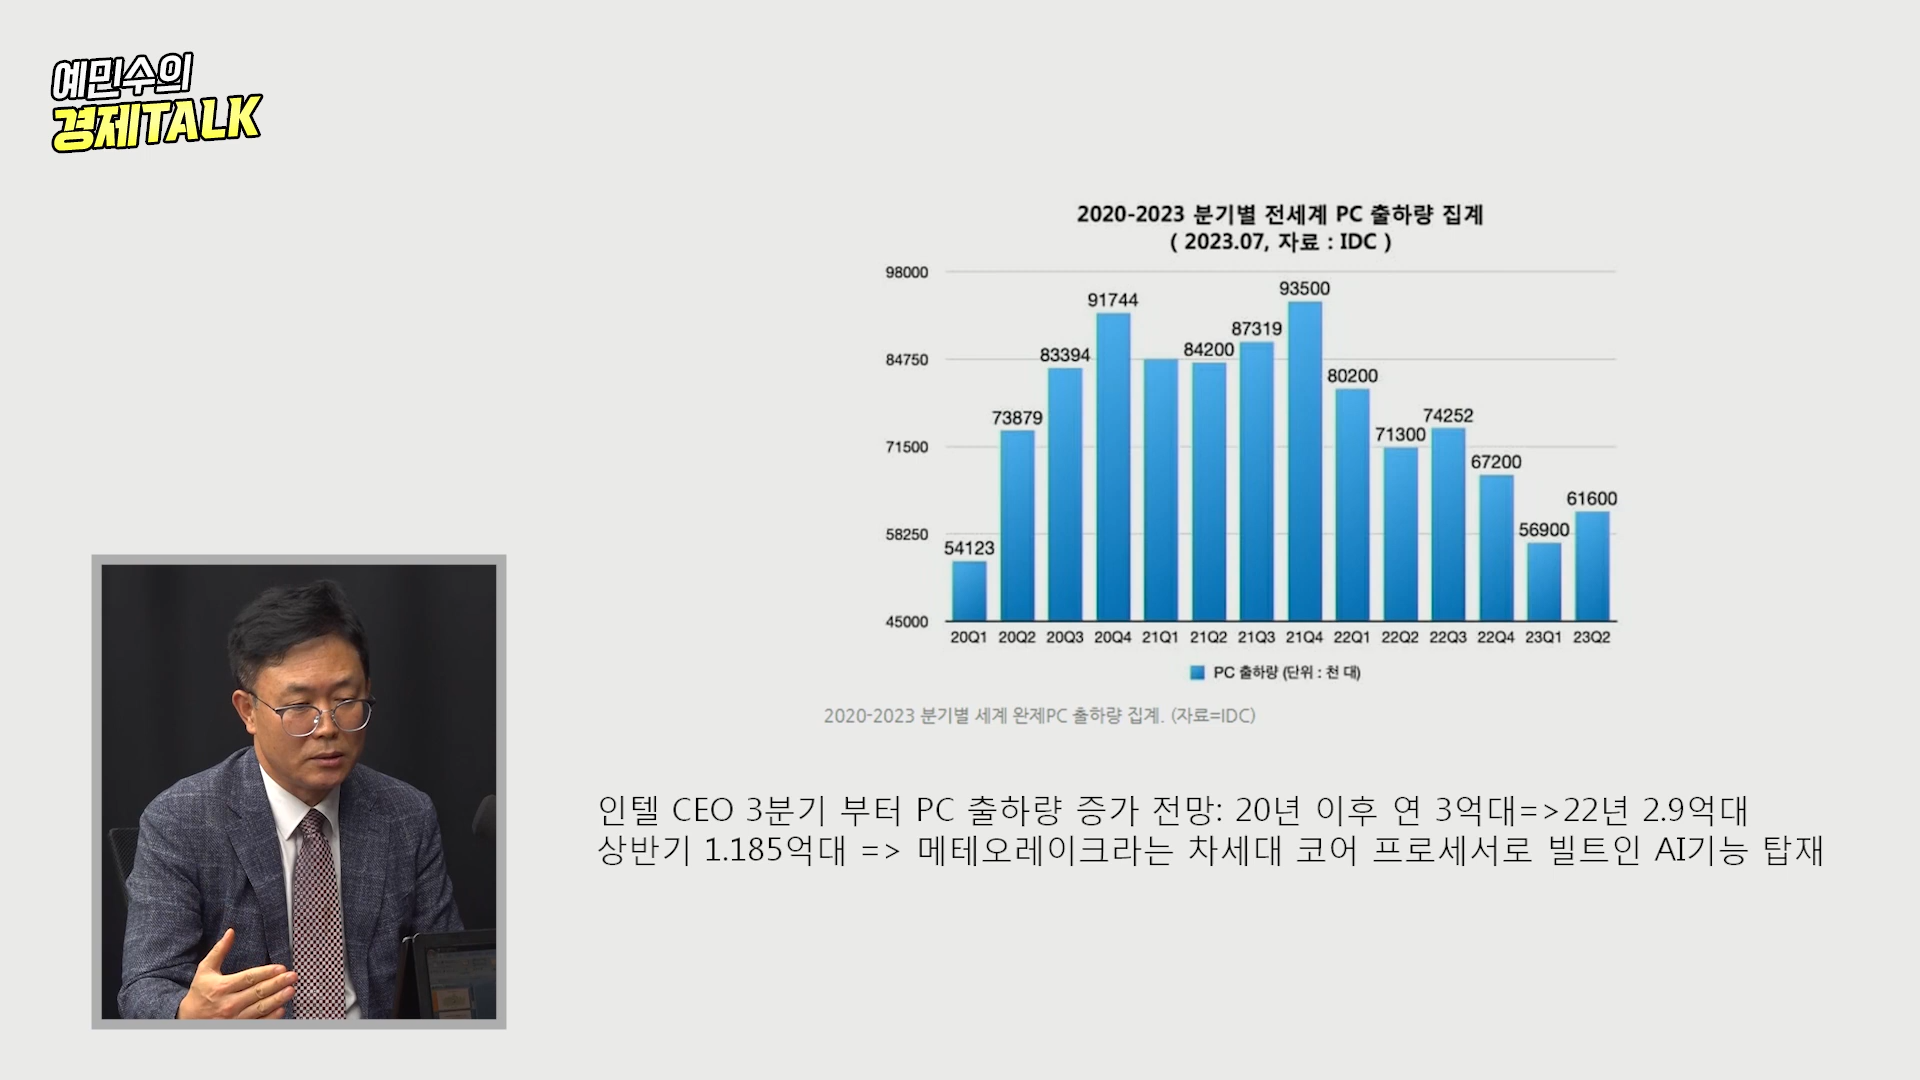 예민수의
경제TALK
2020-2023 분기별 전세계 PC 출하량 집계
( 2023.07, 자료 : IDC )
98000
84750
71500
58250
45000
54123
73879
83394
91744
84200
87319
93500
80200
71300
74252
67200
56900
61600
20Q1 20Q2 20Q3 20Q4 21Q1 21Q2 21Q3 21Q4 22Q1 22Q2 22Q3 22Q4 23Q1 23Q2
PC 출하량 (단위 : 천 대)
2020-2023 분기별 세계 완제PC 출하량 집계. (자료=IDC)
인텔 CEO 3분기 부터 PC 출하량 증가 전망: 20년 이후 연 3억대=>22년 2.9억대
상반기 1.185억대 => 메테오레이크라는 차세대 코어 프로세서로 빌트인 AI기능 탑재